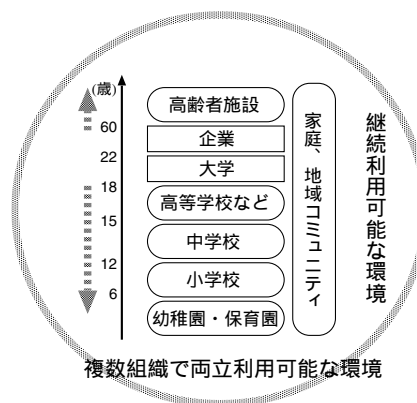 (歳)
高齢者施設
60
企業
22
大学
18
高等学校など
15
中学校
12
小学校
6
幼稚園・保育園
家庭、地域コミュニティ
継続利用可能な環境
複数組織で両立利用可能な環境